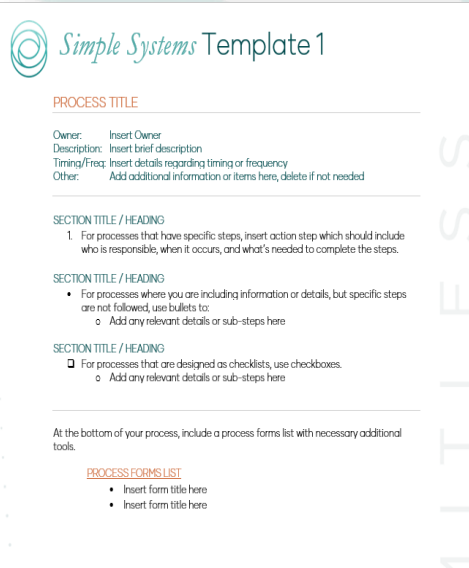 Simple Systems Template 1
PROCESS TITLE
Owner: Insert Owner
Description: Insert brief description
Timing/Freq: Insert details regarding timing or frequency
Other: Add additional information or items here, delete if not needed
SECTION TITLE / HEADING
1. For processes that have specific steps, insert action step which should include
who is responsible, when it occurs, and what's needed to complete the steps.
SECTION TITLE / HEADING
• For processes where you are including information or details, but specific steps
are not followed, use bullets to:
o Add any relevant details or sub-steps here
SECTION TITLE / HEADING
❑ For processes that are designed as checklists, use checkboxes.
o Add any relevant details or sub-steps here
At the bottom of your process, include a process forms list with necessary additional
tools.
PROCESS FORMS LIST
• Insert form title here
• Insert form title here